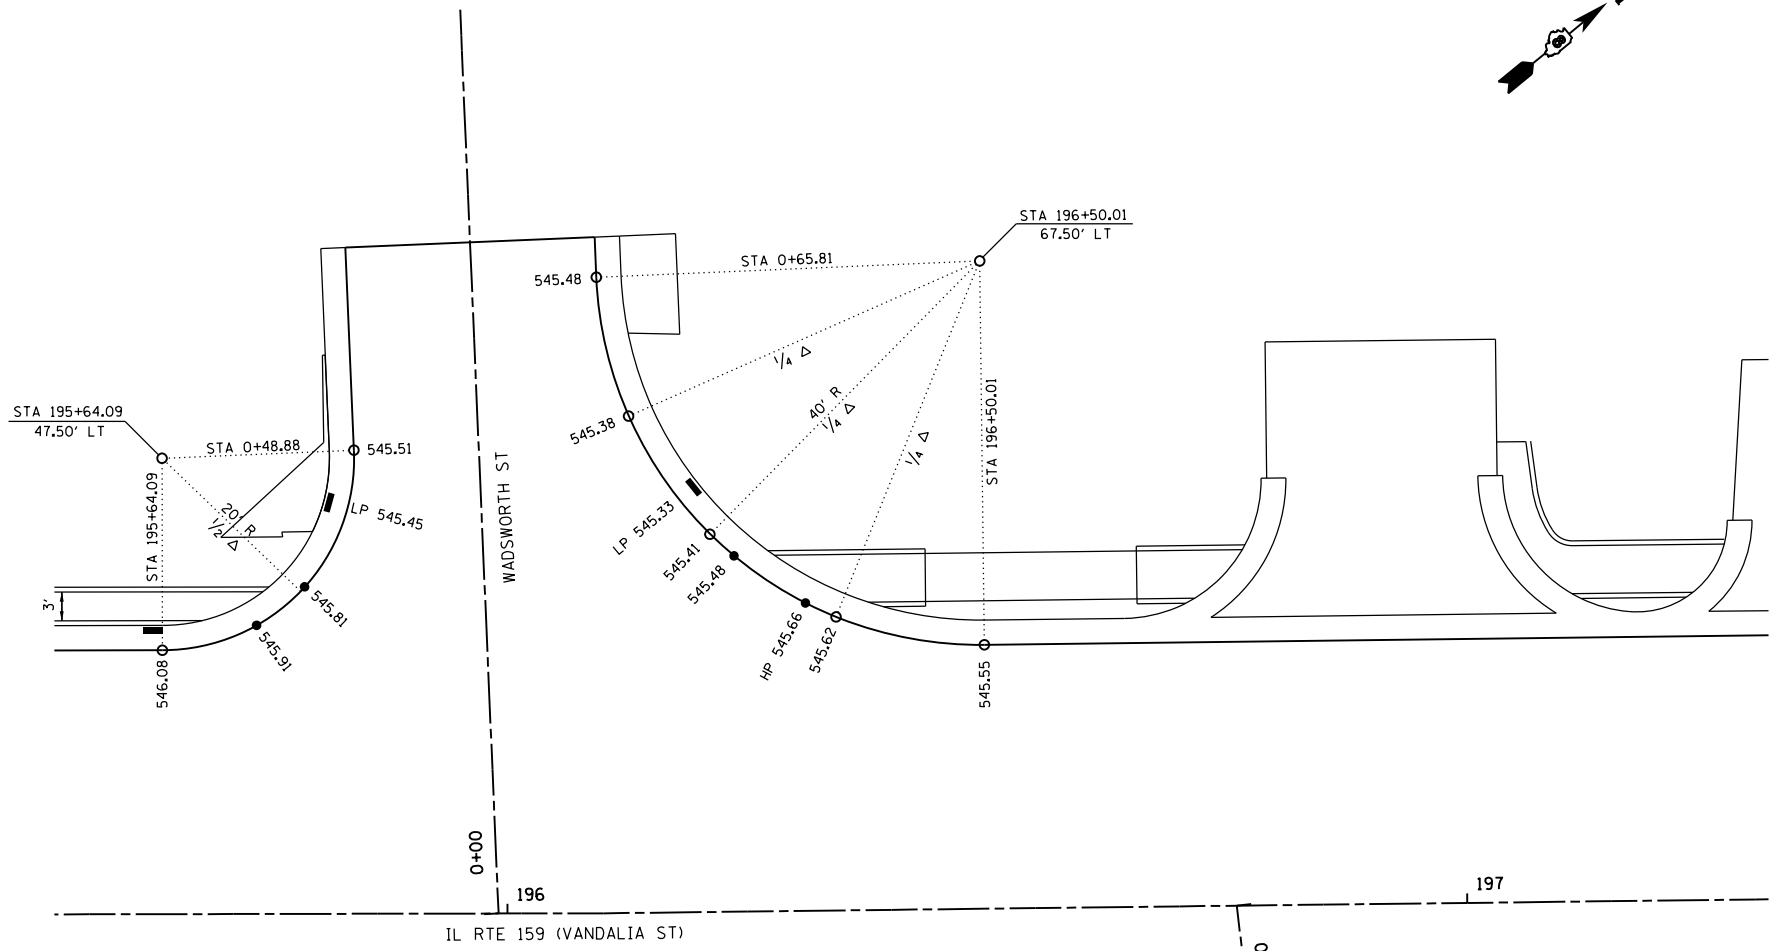 STA 196+50.01
67.50' LT
STA 0+65.81
545.48
1/4 Δ
40' R
1/4 Δ
1/4 Δ
STA 196+50.01
545.38
STA 195+64.09
47.50' LT
STA 0+48.88
545.51
STA 195+64.09
20' R
1/2 Δ
LP 545.45
WADSWORTH ST
LP 545.33
545.41
545.48
3'
545.81
545.91
546.08
HP 545.66
545.62
545.55
0+00
196
197
IL RTE 159 (VANDALIA ST)
0